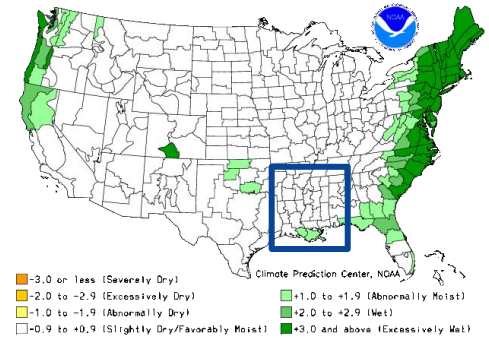 NOAA
Climate Prediction Center, NOAA
-3.0 or less (Severely Dry)
-2.0 to -2.9 (Excessively Dry)
-1.0 to -1.9 (Abnormally Dry)
-0.9 to +0.9 (Slightly Dry/Favorably Moist)
+1.0 to +1.9 (Abnormally Moist)
+2.0 to +2.9 (Wet)
+3.0 and above (Excessively Wet)